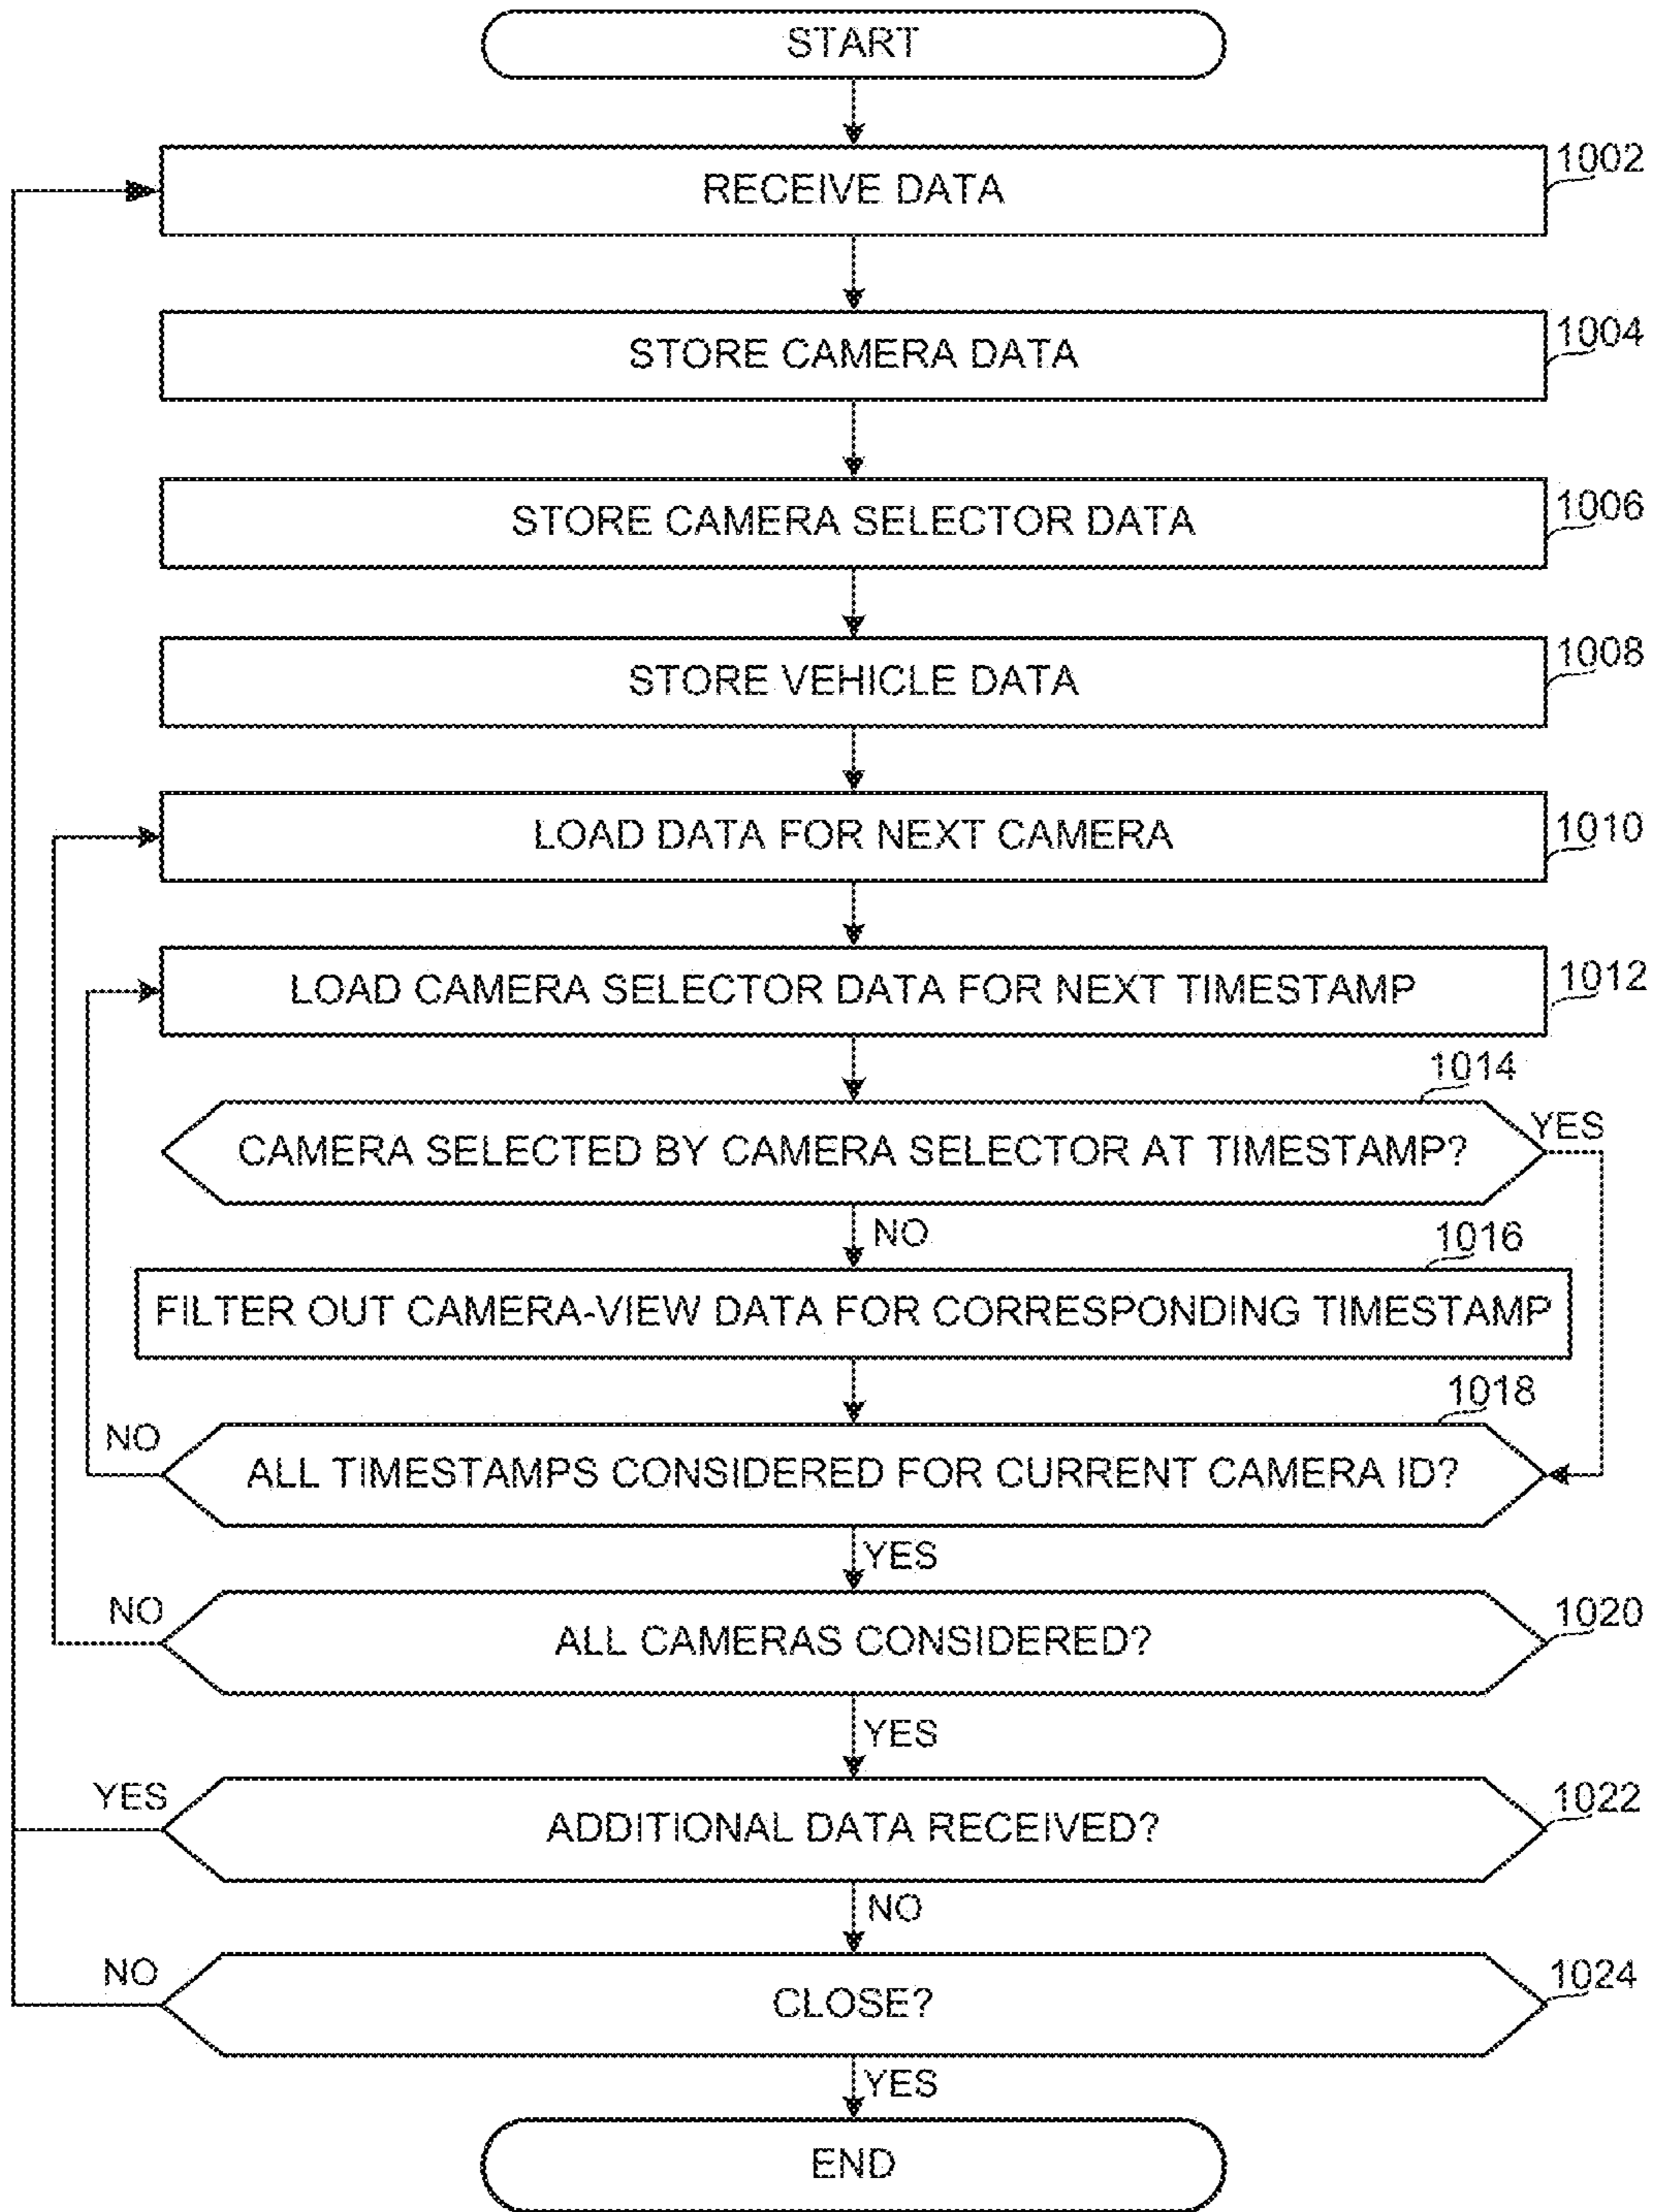 START
1002
RECEIVE DATA
1004
STORE CAMERA DATA
1006
STORE CAMERA SELECTOR DATA
1008
STORE VEHICLE DATA
1010
LOAD DATA FOR NEXT CAMERA
1012
LOAD CAMERA SELECTOR DATA FOR NEXT TIMESTAMP
1014
CAMERA SELECTED BY CAMERA SELECTOR AT TIMESTAMP?
YES
NO
1016
FILTER OUT CAMERA-VIEW DATA FOR CORRESPONDING TIMESTAMP
1018
NO
ALL TIMESTAMPS CONSIDERED FOR CURRENT CAMERA ID?
YES
NO
1020
ALL CAMERAS CONSIDERED?
YES
YES
1022
ADDITIONAL DATA RECEIVED?
NO
NO
1024
CLOSE?
YES
END